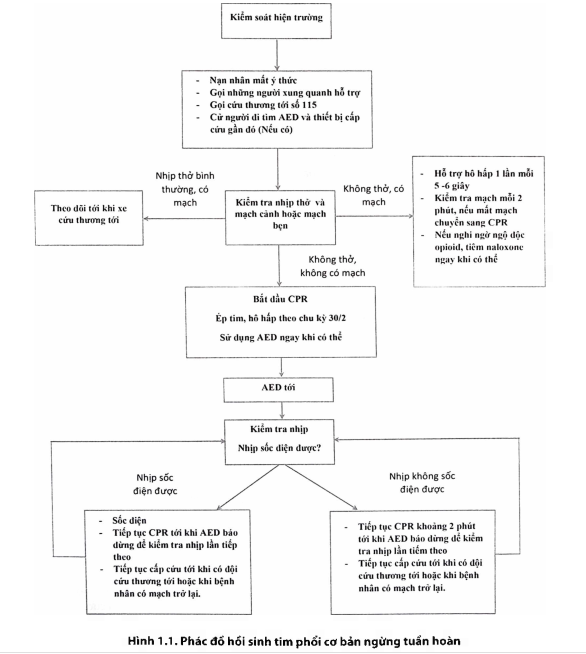 Kiểm soát hiện trường
- Nạn nhân mất ý thức
- Gọi những người xung quanh hỗ trợ
- Gọi cứu thương tới số 115
- Cử người đi tìm AED và thiết bị cấp
cứu gần đó (Nếu có)
Nhịp thở bình
thường, có
mạch
Theo dõi tới khi xe
cứu thương tới
Kiểm tra nhịp thở và
mạch cảnh hoặc mạch
bẹn
Không thở, có
mạch
- Hỗ trợ hô hấp 1 lần mỗi
5 -6 giây
- Kiểm tra mạch mỗi 2
phút, nếu mất mạch
chuyển sang CPR
- Nếu nghi ngờ ngộ độc
opioid, tiêm naloxone
ngay khi có thể
Không thở,
không có mạch
Bắt đầu CPR
Ép tim, hô hấp theo chu kỳ 30/2
Sử dụng AED ngay khi có thể
AED tới
Kiểm tra nhịp
Nhịp sốc điện được?
Nhịp sốc
điện được
Nhịp không sốc
điện được
- Sốc điện
- Tiếp tục CPR tới khi AED báo
dừng để kiểm tra nhịp lần tiếp
theo
- Tiếp tục cấp cứu tới khi có đội
cứu thương tới hoặc khi bệnh
nhân có mạch trở lại.
- Tiếp tục CPR khoảng 2 phút
tới khi AED báo dừng để kiểm
tra nhịp lần tiếm theo
- Tiếp tục cấp cứu tới khi có đội
cứu thương tới hoặc khi bệnh
nhân có mạch trở lại.
Hình 1.1. Phác đồ hồi sinh tim phổi cơ bản ngừng tuần hoàn